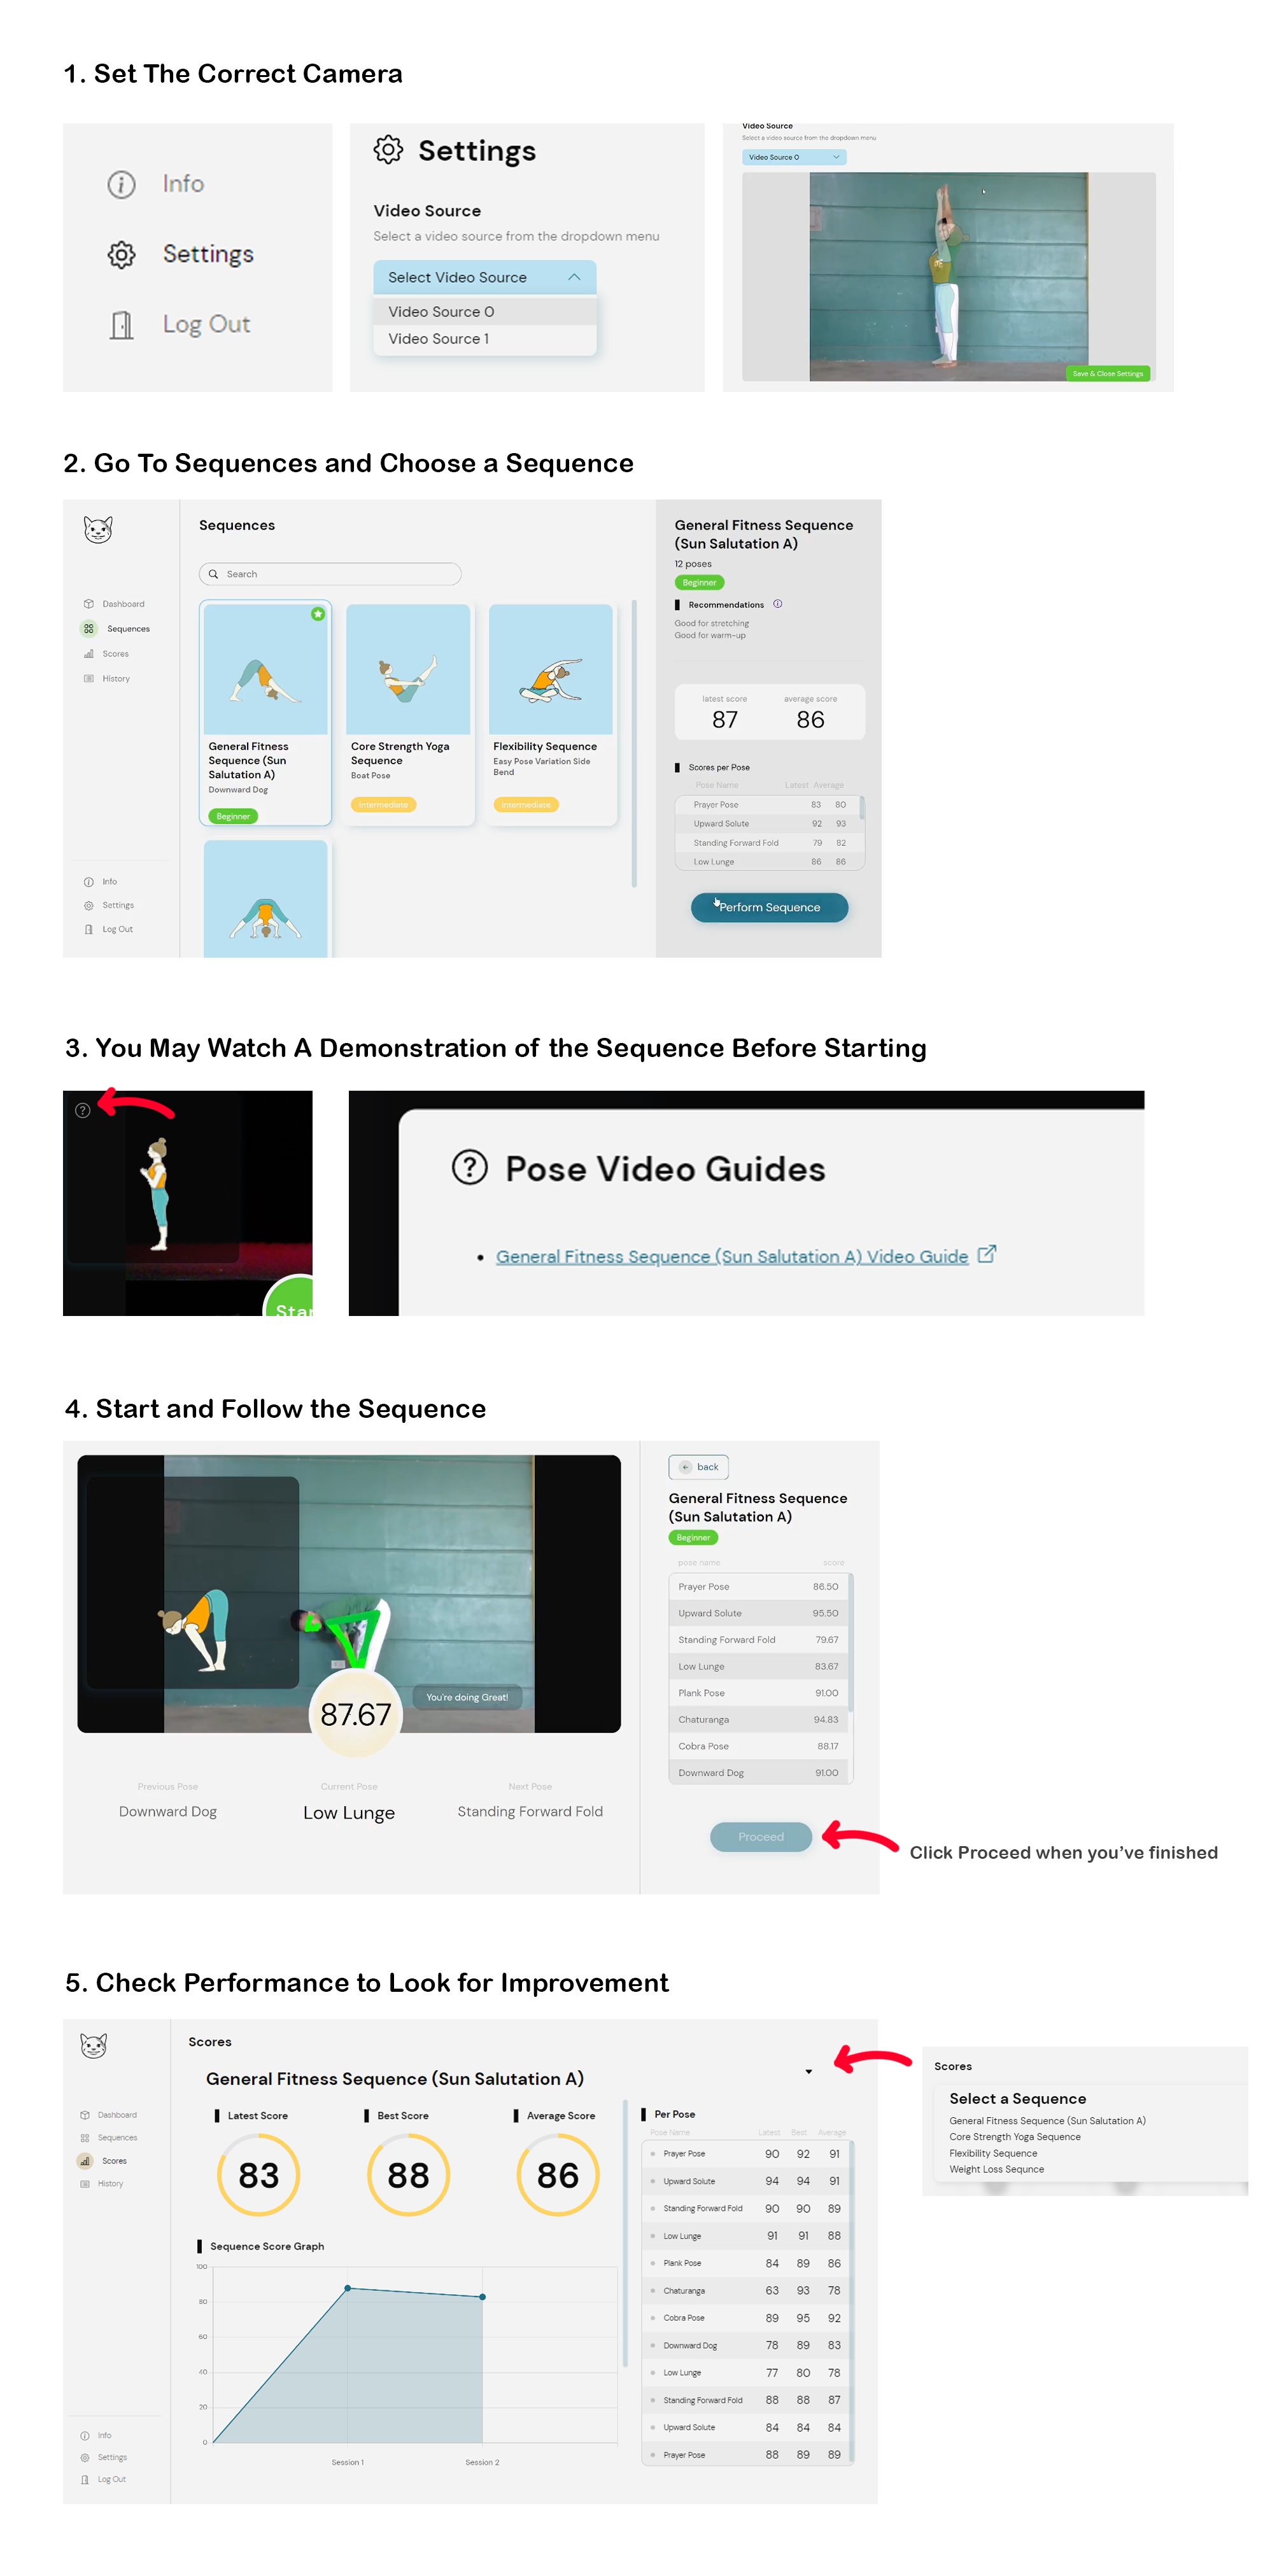 1. Set The Correct Camera
Info
Settings
Log Out
Settings
Video Source
Select a video source from the dropdown menu
Select Video Source
Video Source 0
Video Source 1
Video Source
Select a video source from the dropdown menu
Video Source 0
Save & Close Settings
2. Go To Sequences and Choose a Sequence
Dashboard
Sequences
Scores
History
Info
Settings
Log Out
Sequences
Search
General Fitness
Sequence (Sun
Salutation A)
Downward Dog
Beginner
Core Strength Yoga
Sequence
Boat Pose
Intermediate
Flexibility Sequence
Easy Pose Variation Side
Bend
Intermediate
General Fitness Sequence
(Sun Salutation A)
12 poses
Beginner
Recommendations
Good for stretching
Good for warm-up
latest score average score
87 86
Scores per Pose
Pose Name Latest Average
Prayer Pose 83 80
Upward Solute 92 93
Standing Forward Fold 79 82
Low Lunge 86 86
Perform Sequence
3. You May Watch A Demonstration of the Sequence Before Starting
Star
Pose Video Guides
General Fitness Sequence (Sun Salutation A) Video Guide
4. Start and Follow the Sequence
87.67
You're doing Great!
Previous Pose Current Pose Next Pose
Downward Dog Low Lunge Standing Forward Fold
back
General Fitness Sequence
(Sun Salutation A)
Beginner
pose name score
Prayer Pose 86.50
Upward Solute 95.50
Standing Forward Fold 79.67
Low Lunge 83.67
Plank Pose 91.00
Chaturanga 94.83
Cobra Pose 88.17
Downward Dog 91.00
Proceed
Click Proceed when you've finished
5. Check Performance to Look for Improvement
Dashboard
Sequences
Scores
History
Info
Settings
Log Out
Scores
General Fitness Sequence (Sun Salutation A)
Latest Score Best Score Average Score
83 88 86
Sequence Score Graph
100
80
60
40
20
0
Session 1 Session 2
Per Pose
Pose Name Latest Best Average
Prayer Pose 90 92 91
Upward Solute 94 94 91
Standing Forward Fold 90 90 89
Low Lunge 91 91 88
Plank Pose 84 89 86
Chaturanga 63 93 78
Cobra Pose 89 95 92
Downward Dog 78 89 83
Low Lunge 77 80 78
Standing Forward Fold 88 88 87
Upward Solute 84 84 84
Prayer Pose 88 89 89
Scores
Select a Sequence
General Fitness Sequence (Sun Salutation A)
Core Strength Yoga Sequence
Flexibility Sequence
Weight Loss Sequnce